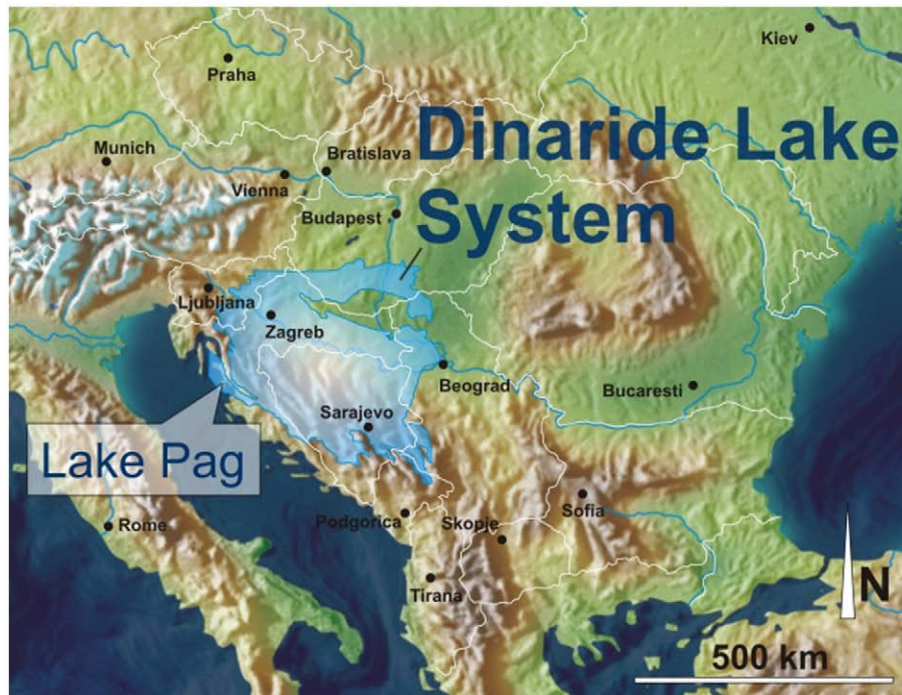 Kiev
Praha
Dinaride Lake
System
Munich
Bratislava
Vienna
Budapest
Ljubljana
Zagreb
Beograd
Bucaresti
Sarajevo
Lake Pag
Podgorica
Skopje
Sofia
Rome
Tirana
N
500 km